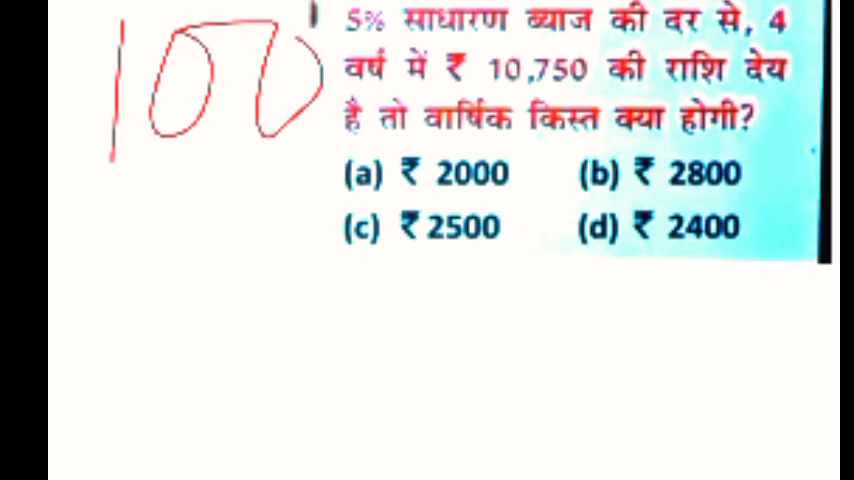 100
5% साधारण ब्याज की दर से, 4
वर्ष में ₹ 10,750 की राशि देय
है तो वार्षिक किस्त क्या होगी?
(a) ₹ 2000 (b) ₹ 2800
(c) ₹ 2500 (d) ₹ 2400